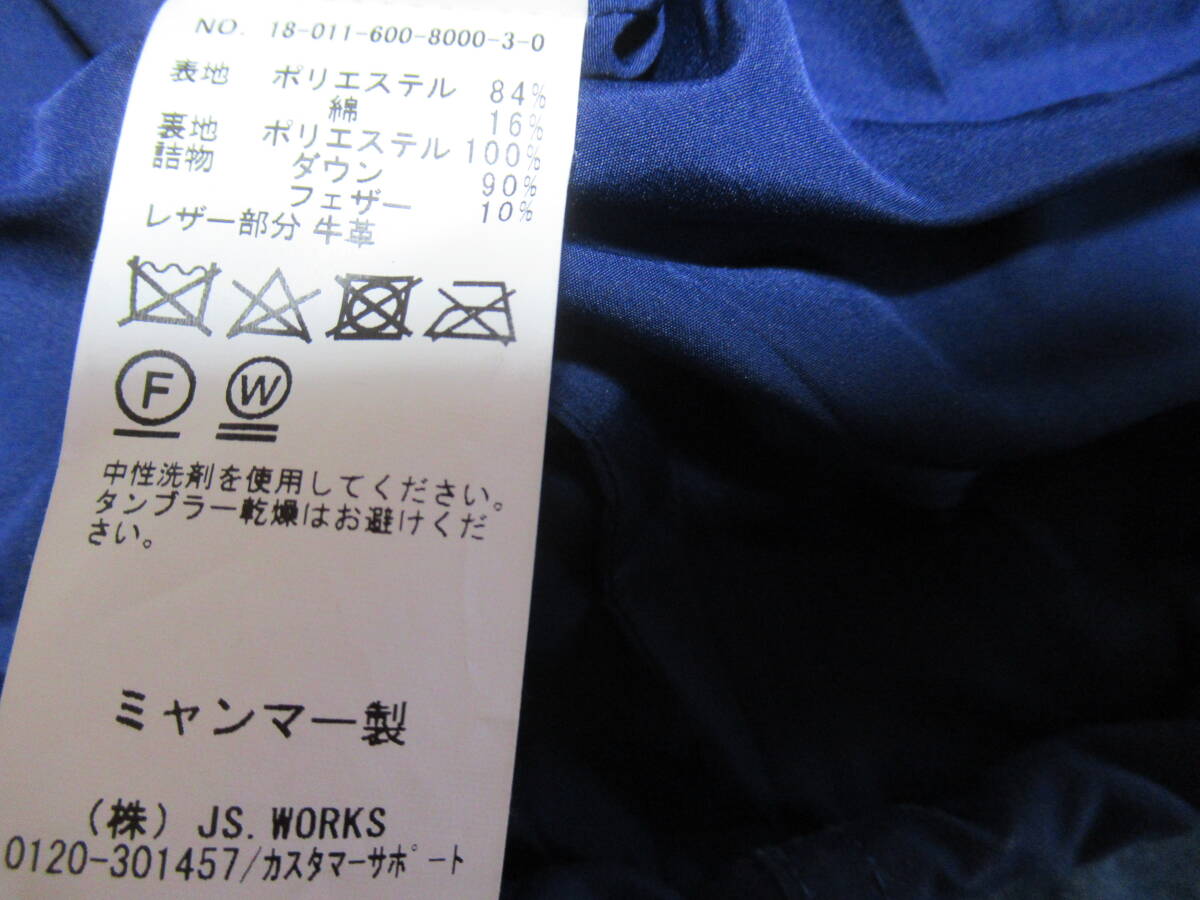 NO. 18-011-600-8000-3-0
表地 ポリエステル 84%
綿 16%
裏地 ポリエステル 100%
詰物 ダウン 90%
フェザー 10%
レザー部分 牛革
F W
中性洗剤を使用してください。
タンブラー乾燥はお避けくだ
さい。
ミャンマー製
(株) JS.WORKS
0120-301457/カスタマーサポート